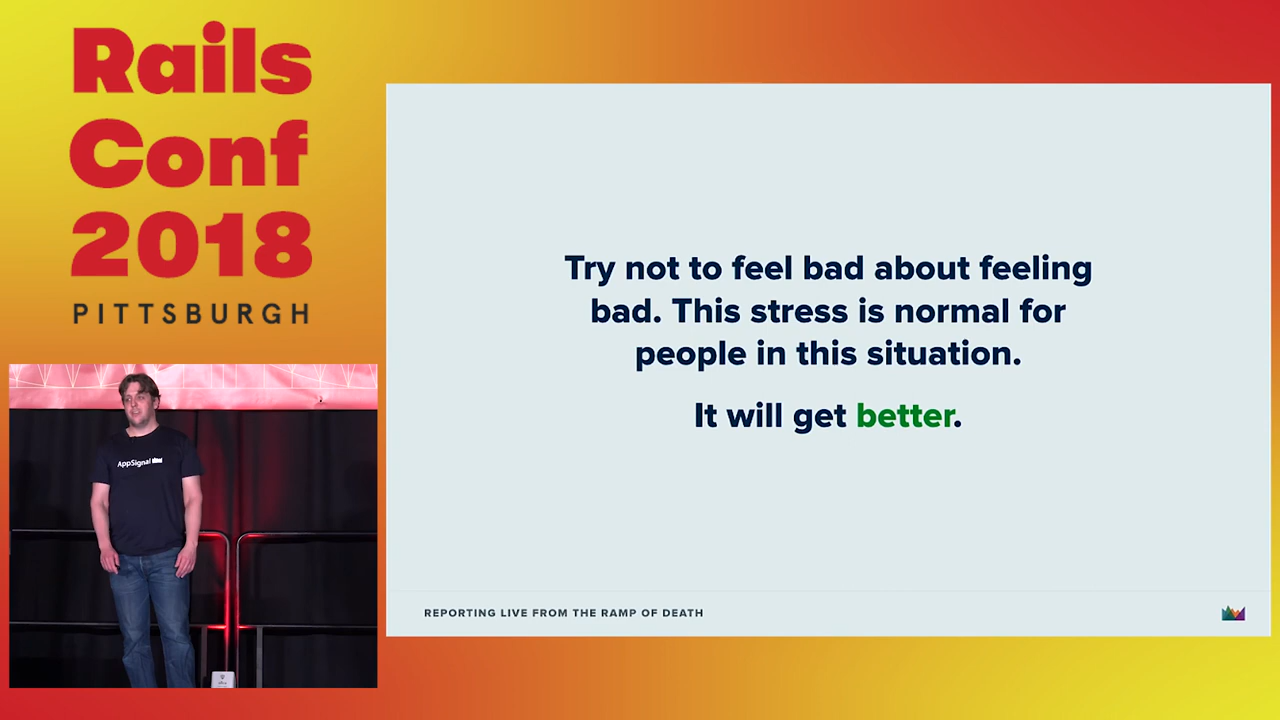 Rails
Conf
2018
PITTSBURGH
Try not to feel bad about feeling
bad. This stress is normal for
people in this situation.
It will get better.
AppSignal
REPORTING LIVE FROM THE RAMP OF DEATH